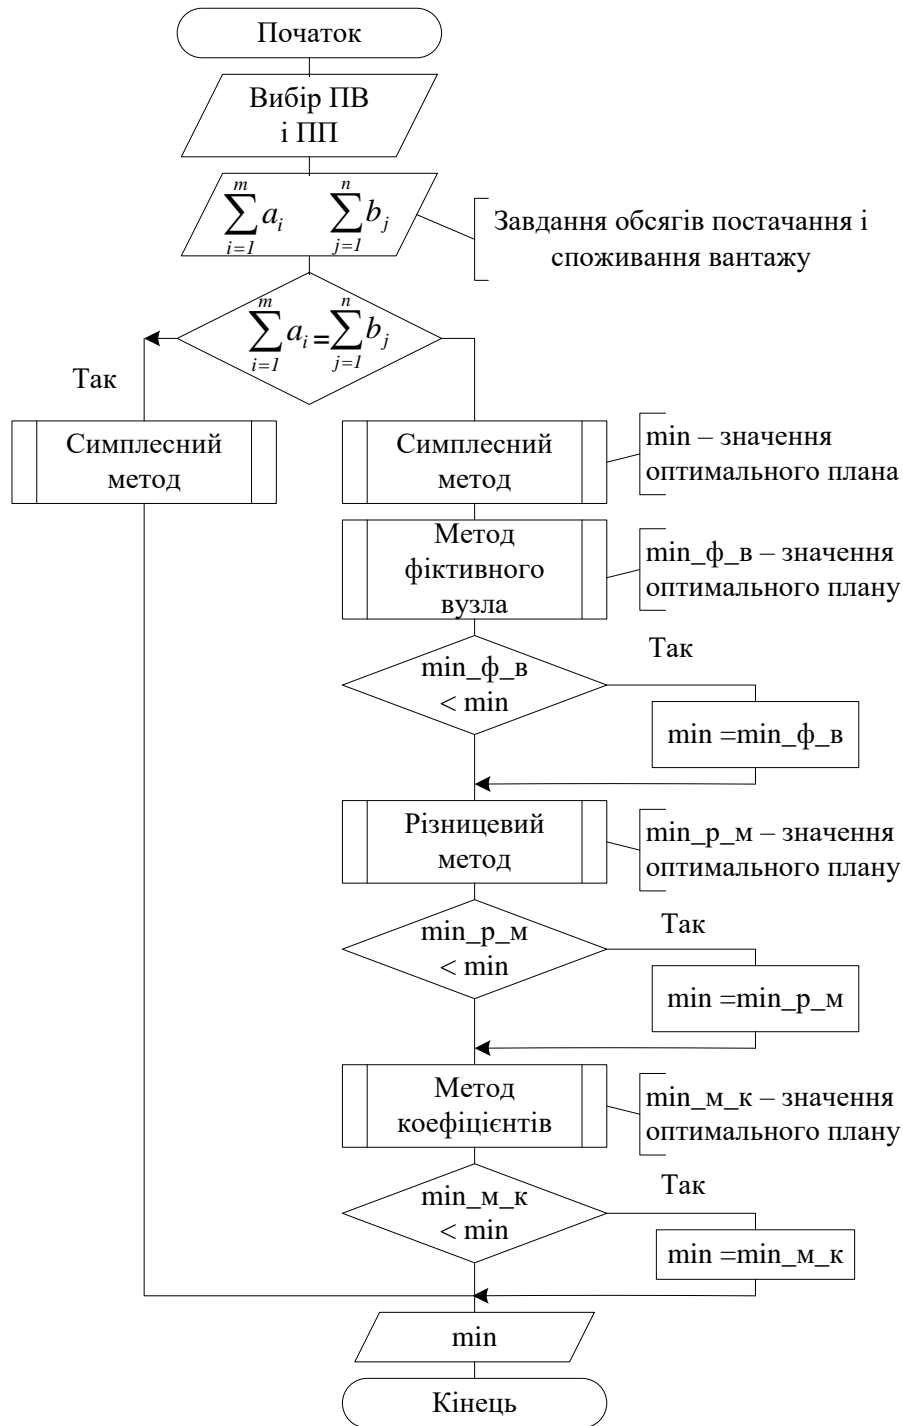 Початок
Вибір ПВ
і ПП
m
∑ a_i
i=1
n
∑ b_j
j=1
Завдання обсягів постачання і
споживання вантажу
m
∑ a_i
i=1
=
n
∑ b_j
j=1
Так
Симплесний
метод
Симплесний
метод
min – значення
оптимального плана
Метод
фіктивного
вузла
min_ф_в – значення
оптимального плану
min_ф_в
< min
Так
min =min_ф_в
Різницевий
метод
min_р_м – значення
оптимального плану
min_р_м
< min
Так
min =min_р_м
Метод
коефіцієнтів
min_м_к – значення
оптимального плану
min_м_к
< min
Так
min =min_м_к
min
Кінець